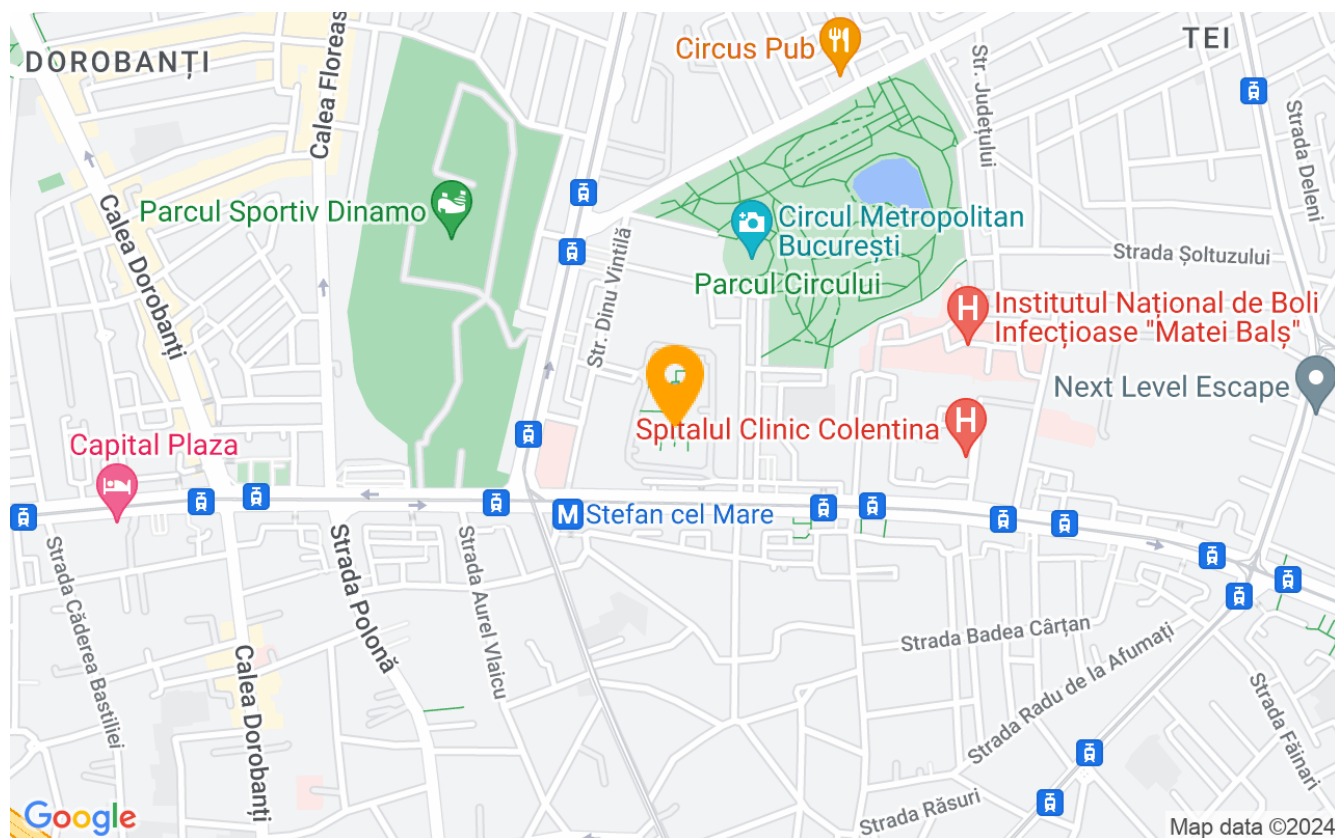 DOROBANȚI
Calea Floreas
Circus Pub
TEI
Str. Județului
Strada Deleni
Parcul Sportiv Dinamo
Calea Dorobanți
Str. Dinu Vintilă
Circul Metropolitan
București
Parcul Circului
Strada Șoltuzului
Institutul Național de Boli
Infecțioase "Matei Balș"
Next Level Escape
Spitalul Clinic Colentina
Capital Plaza
M Stefan cel Mare
Strada Căderea Bastiliei
Strada Polonă
Strada Aurel Vlaicu
Calea Dorobanți
Strada Badea Cârțan
Strada Radu de la Afumați
Strada Făinari
Strada Răsuri
Google
Map data ©2024
H
H